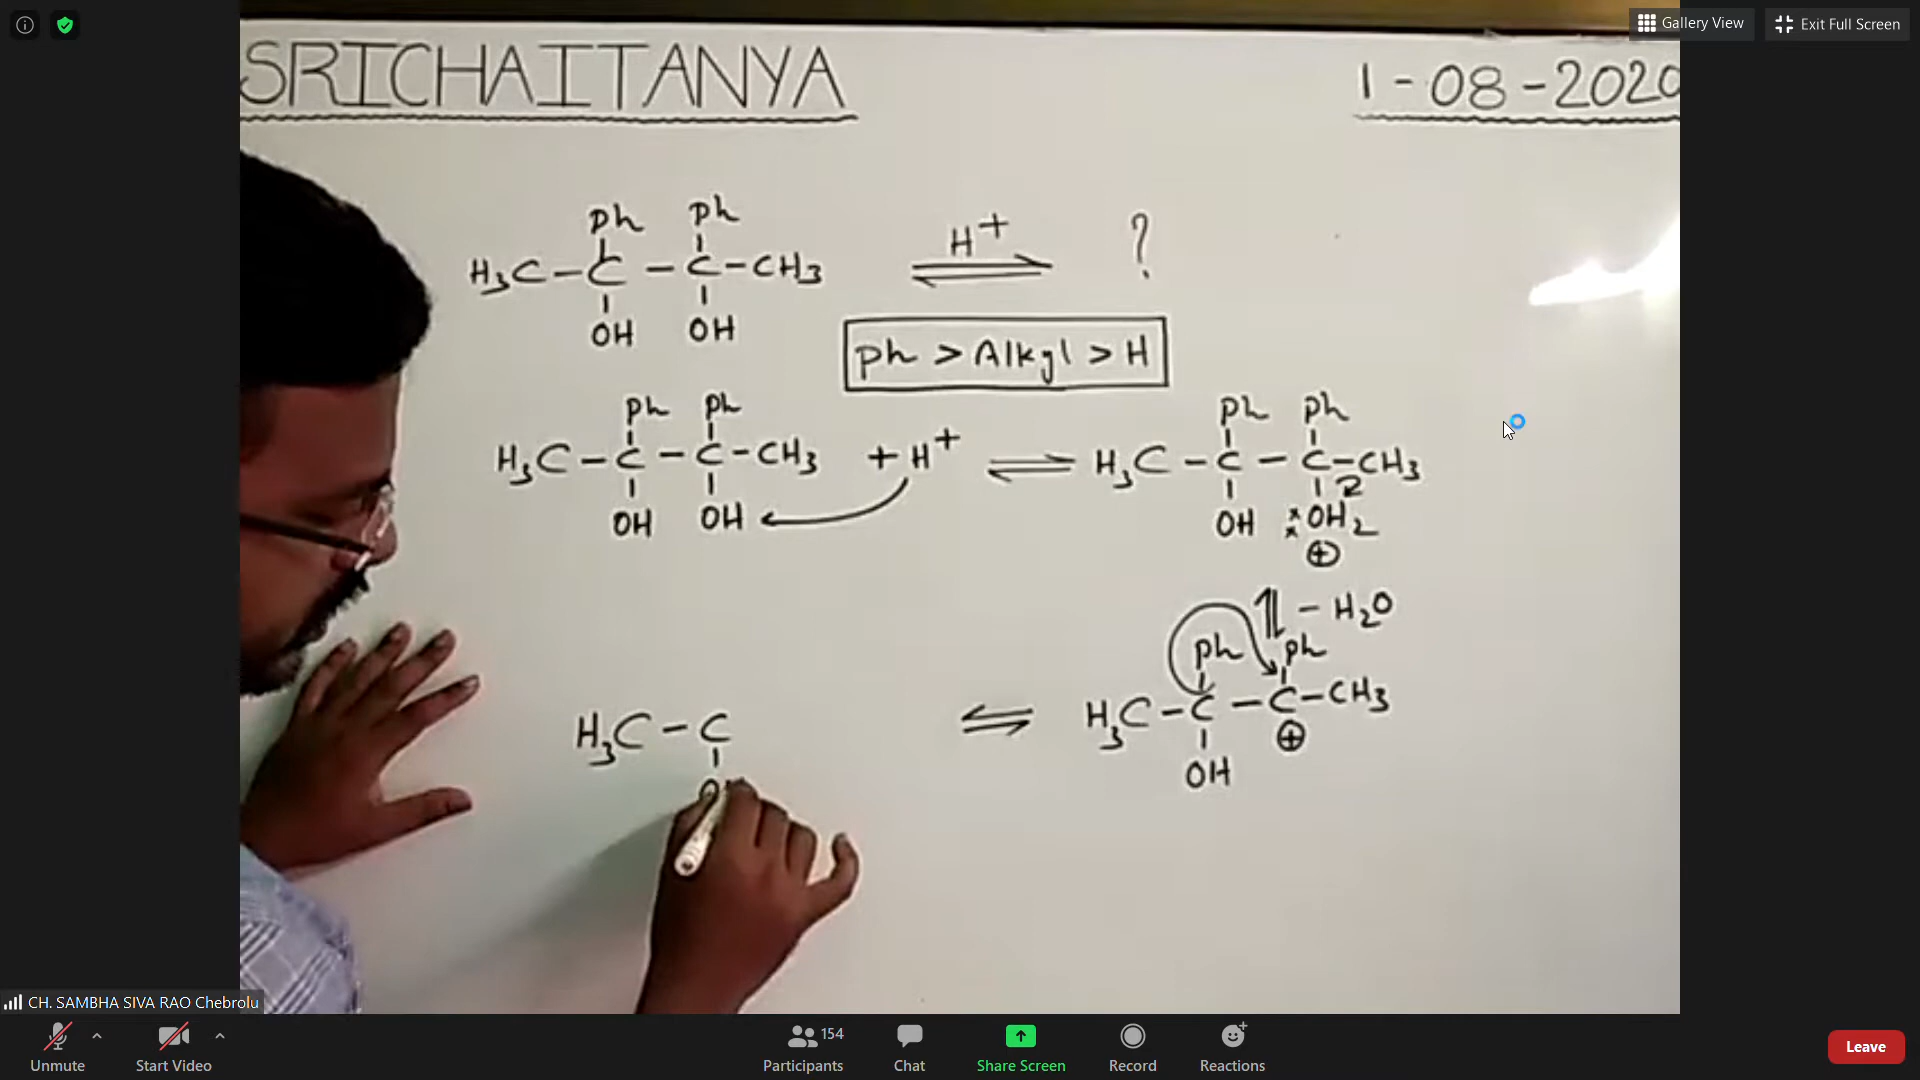 Gallery View
Exit Full Screen
SRICHAITANYA
1-08-2020
Ph Ph
H3C-C-C-CH3 H+ ?
OH OH
Ph > Alkyl > H
Ph Ph Ph Ph
H3C-C-C-CH3 + H+ ⇌ H3C-C-C-CH3
OH OH OH OH2
⊕
- H2O
Ph Ph
H3C-C ⇌ H3C-C-C-CH3
⊕
OH
CH. SAMBHA SIVA RAO Chebrolu
154
Unmute Start Video Participants Chat Share Screen Record Reactions Leave